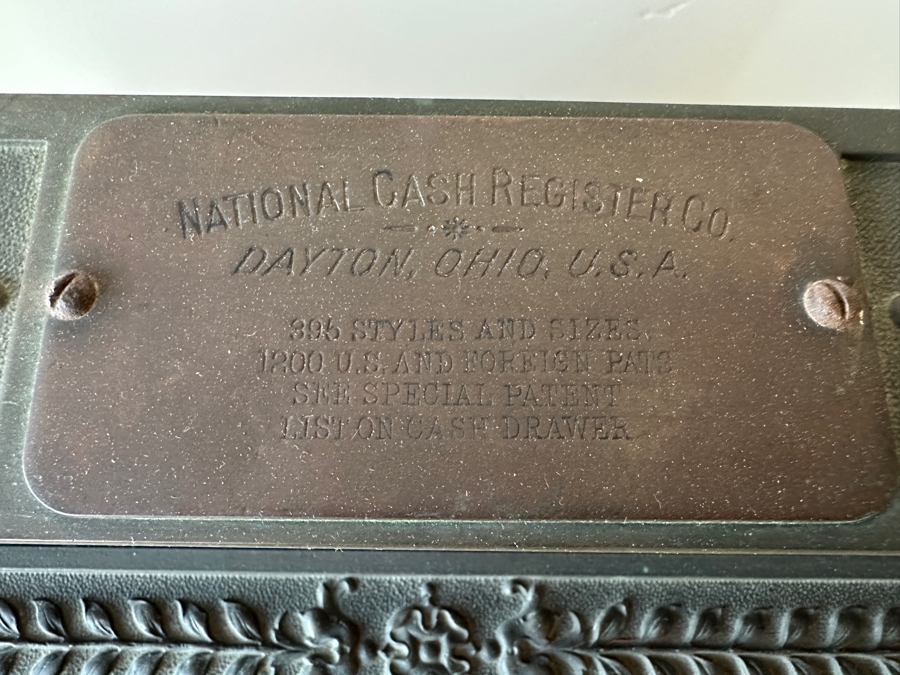 NATIONAL CASH REGISTER CO.
DAYTON, OHIO, U.S.A.
395 STYLES AND SIZES
1200 U.S. AND FOREIGN PATS
SEE SPECIAL PATENT
LIST ON CASH DRAWER